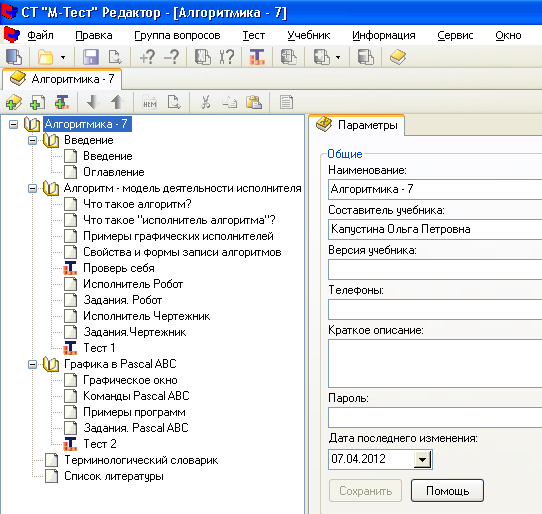 СТ "М-Тест" Редактор - [Алгоритмика - 7]
Файл Правка Группа вопросов Тест Учебник Информация Сервис Окно
Алгоритмика - 7
Алгоритмика - 7
Введение
Введение
Оглавление
Алгоритм - модель деятельности исполнителя
Что такое алгоритм?
Что такое "исполнитель алгоритма"?
Примеры графических исполнителей
Свойства и формы записи алгоритмов
Проверь себя
Исполнитель Робот
Задания. Робот
Исполнитель Чертежник
Задания.Чертежник
Тест 1
Графика в Pascal ABC
Графическое окно
Команды Pascal ABC
Примеры программ
Задания. Pascal ABC
Тест 2
Терминологический словарик
Список литературы
Параметры
Общие
Наименование:
Алгоритмика - 7
Составитель учебника:
Капустина Ольга Петровна
Версия учебника:
Телефоны:
Краткое описание:
Пароль:
Дата последнего изменения:
07.04.2012
Сохранить Помощь